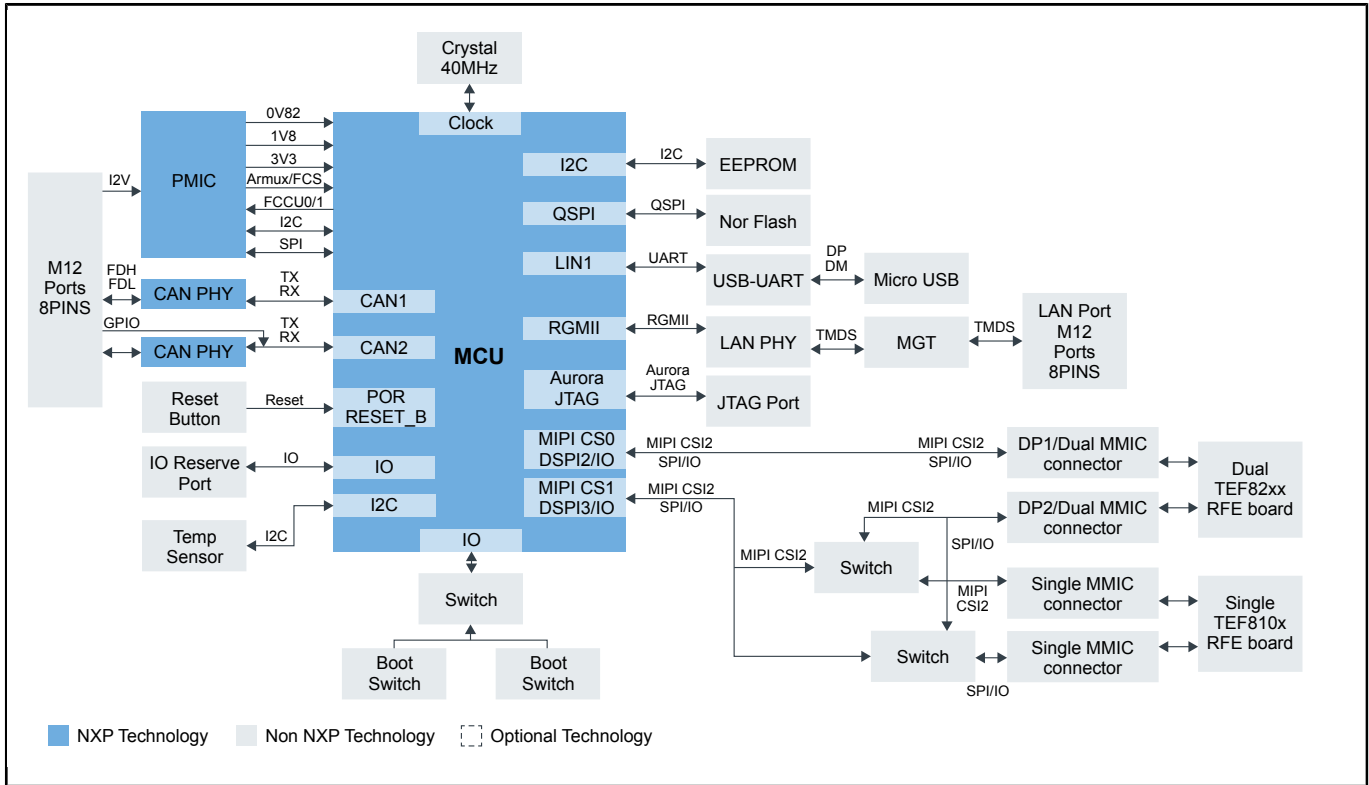 Crystal
40MHz
Clock
PMIC
0V82
1V8
3V3
Armux/FCS
FCCU0/1
I2C
SPI
I2V
M12
Ports
8PINS
FDH
FDL
CAN PHY
TX
RX
CAN1
GPIO
CAN PHY
TX
RX
CAN2
MCU
Reset
Button
Reset
POR
RESET_B
IO Reserve
Port
IO
IO
Temp
Sensor
I2C
I2C
IO
Switch
Boot
Switch
Boot
Switch
I2C
I2C
EEPROM
QSPI
QSPI
Nor Flash
LIN1
UART
USB-UART
DP
DM
Micro USB
RGMII
RGMII
LAN PHY
TMDS
MGT
TMDS
LAN Port
M12
Ports
8PINS
Aurora
JTAG
Aurora
JTAG
JTAG Port
MIPI CS0
DSPI2/IO
MIPI CSI2
SPI/IO
MIPI CSI2
SPI/IO
DP1/Dual MMIC
connector
Dual
TEF82xx
RFE board
MIPI CS1
DSPI3/IO
MIPI CSI2
SPI/IO
MIPI CSI2
DP2/Dual MMIC
connector
SPI/IO
MIPI CSI2
Switch
MIPI
CSI2
Single MMIC
connector
Single
TEF810x
RFE board
Switch
SPI/IO
Single MMIC
connector
NXP Technology
Non NXP Technology
Optional Technology